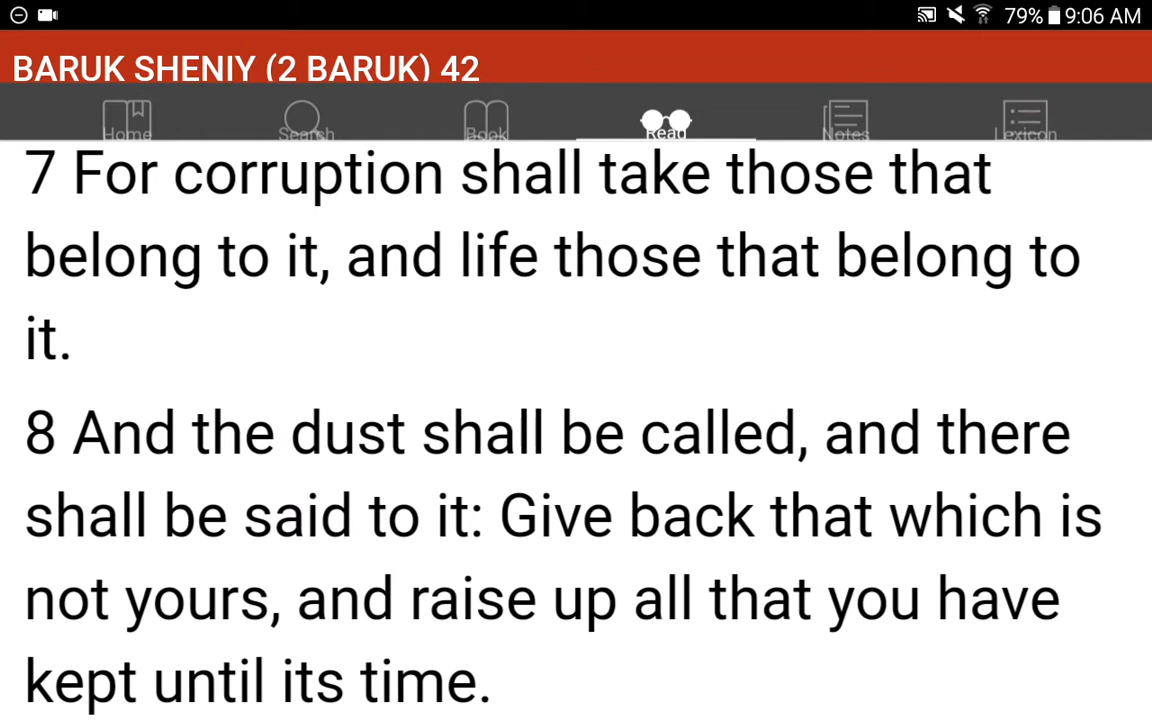 79% 9:06 AM
BARUK SHENIY (2 BARUK) 42
Home Search Book Read Notes Lexicon
7 For corruption shall take those that
belong to it, and life those that belong to
it.
8 And the dust shall be called, and there
shall be said to it: Give back that which is
not yours, and raise up all that you have
kept until its time.